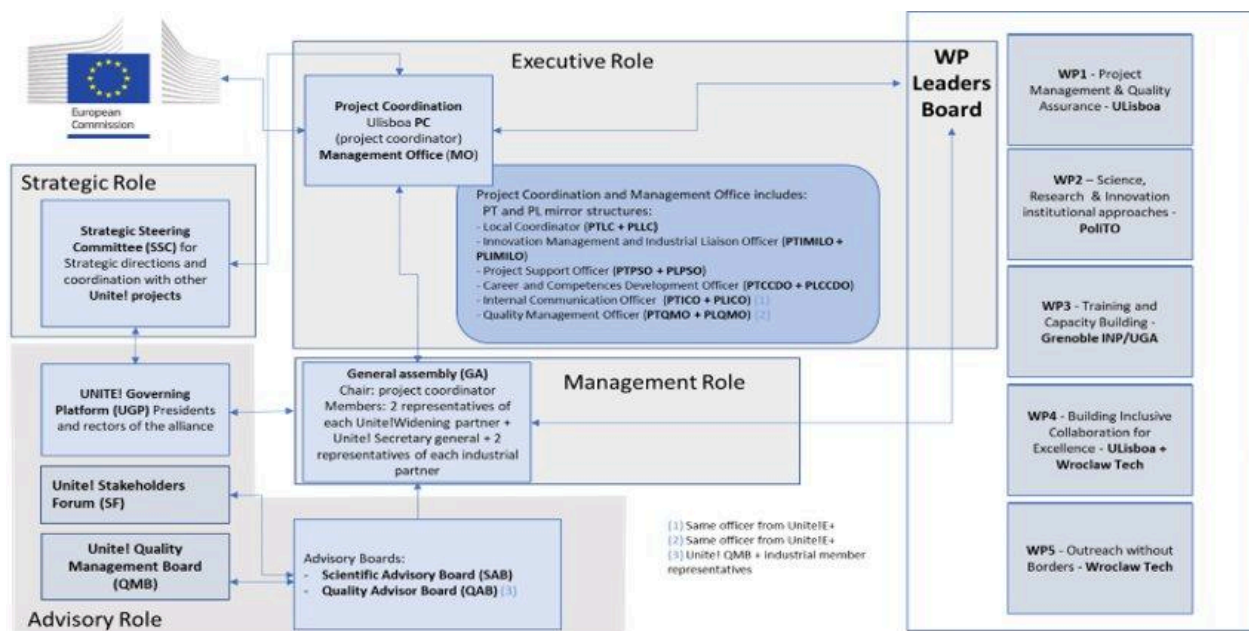 European
Commission
Executive Role
WP
Leaders
Board
Project Coordination
Ulisboa PC
(project coordinator)
Management Office (MO)
Strategic Role
Strategic Steering
Committee (SSC) for
Strategic directions and
coordination with other
Unite! projects
Project Coordination and Management Office includes:
PT and PL mirror structures:
- Local Coordinator (PTLC + PLLC)
- Innovation Management and Industrial Liaison Officer (PTIMILO +
PLIMILO)
- Project Support Officer (PTPSO + PLPSO)
- Career and Competences Development Officer (PTCCDO + PLCCDO)
- Internal Communication Officer (PTICO + PLICO) (1)
- Quality Management Officer (PTQMO + PLQMO) (2)
UNITE! Governing
Platform (UGP) Presidents
and rectors of the alliance
General assembly (GA)
Chair: project coordinator
Members: 2 representatives of
each Unite!Widening partner +
Unite! Secretary general + 2
representatives of each industrial
partner
Management Role
Unite! Stakeholders
Forum (SF)
Unite! Quality
Management Board
(QMB)
Advisory Role
Advisory Boards:
- Scientific Advisory Board (SAB)
- Quality Advisor Board (QAB) (3)
(1) Same officer from Unite!E+
(2) Same officer from Unite!E+
(3) Unite! QMB + industrial member
representatives
WP1 - Project
Management & Quality
Assurance - ULisboa
WP2 – Science,
Research & Innovation
institutional approaches -
PoliTO
WP3 - Training and
Capacity Building -
Grenoble INP/UGA
WP4 - Building Inclusive
Collaboration for
Excellence - ULisboa +
Wroclaw Tech
WP5 - Outreach without
Borders - Wroclaw Tech